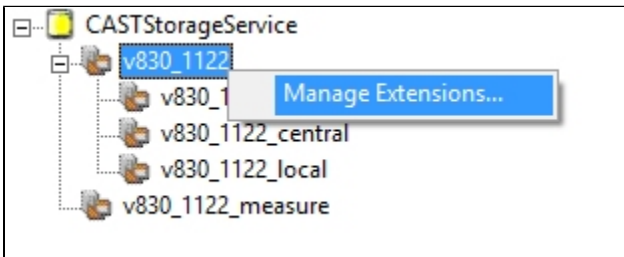 CASTStorageService
v830_1122
Manage Extensions...
v830_1122_central
v830_1122_local
v830_1122_measure